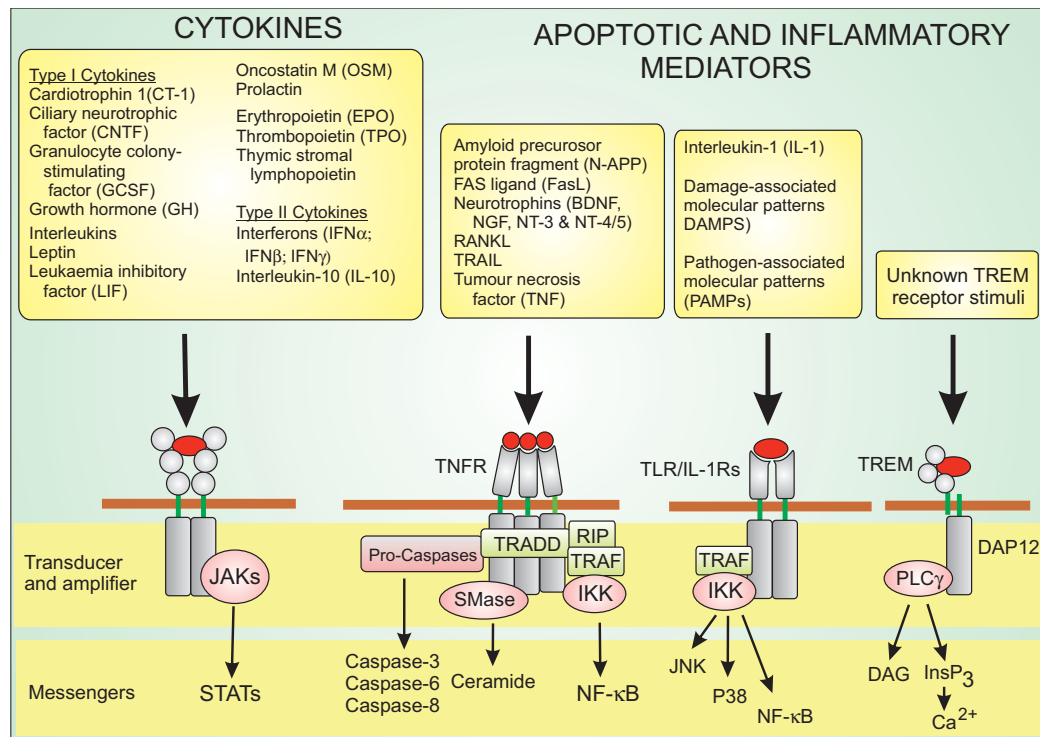 CYTOKINES
APOPTOTIC AND INFLAMMATORY
MEDIATORS
Type I Cytokines
Cardiotrophin 1(CT-1)
Ciliary neurotrophic
factor (CNTF)
Granulocyte colony-
stimulating
factor (GCSF)
Growth hormone (GH)
Interleukins
Leptin
Leukaemia inhibitory
factor (LIF)
Oncostatin M (OSM)
Prolactin
Erythropoietin (EPO)
Thrombopoietin (TPO)
Thymic stromal
lymphopoietin
Type II Cytokines
Interferons (IFNα;
IFNβ; IFNγ)
Interleukin-10 (IL-10)
Amyloid precurosor
protein fragment (N-APP)
FAS ligand (FasL)
Neurotrophins (BDNF,
NGF, NT-3 & NT-4/5)
RANKL
TRAIL
Tumour necrosis
factor (TNF)
Interleukin-1 (IL-1)
Damage-associated
molecular patterns
DAMPS)
Pathogen-associated
molecular patterns
(PAMPs)
Unknown TREM
receptor stimuli
TNFR
TLR/IL-1Rs
TREM
Transducer
and amplifier
JAKs
Pro-Caspases
TRADD
RIP
TRAF
SMase
IKK
TRAF
IKK
DAP12
PLCγ
Messengers
STATs
Caspase-3
Caspase-6
Caspase-8
Ceramide
NF-κB
JNK
P38
NF-κB
DAG
InsP3
Ca2+